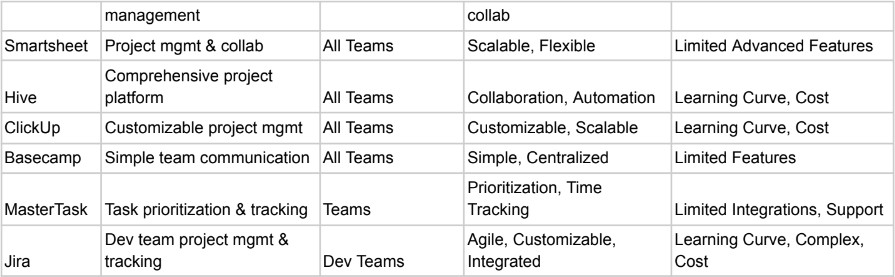 management collab
Smartsheet Project mgmt & collab All Teams Scalable, Flexible Limited Advanced Features
Comprehensive project
Hive platform All Teams Collaboration, Automation Learning Curve, Cost
ClickUp Customizable project mgmt All Teams Customizable, Scalable Learning Curve, Cost
Basecamp Simple team communication All Teams Simple, Centralized Limited Features
Prioritization, Time
MasterTask Task prioritization & tracking Teams Tracking Limited Integrations, Support
Dev team project mgmt & Agile, Customizable, Learning Curve, Complex,
Jira tracking Dev Teams Integrated Cost